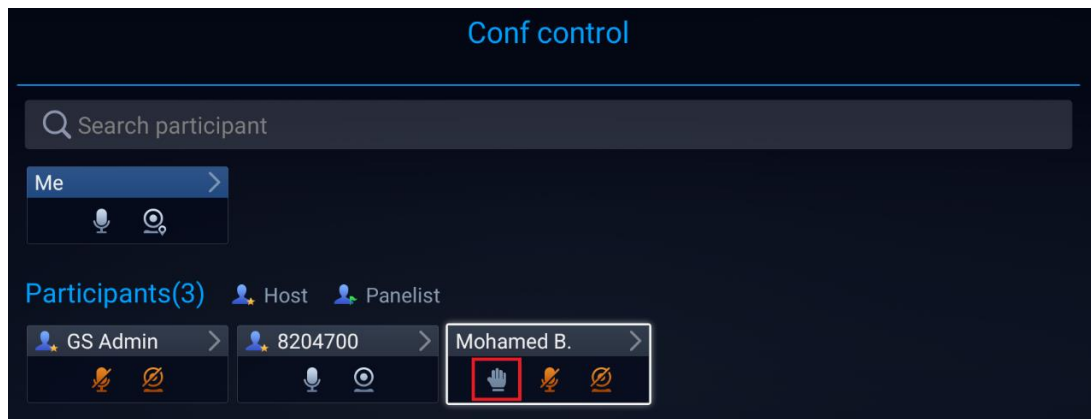 Conf control
Search participant
Me
Participants(3) Host Panelist
GS Admin 8204700 Mohamed B.